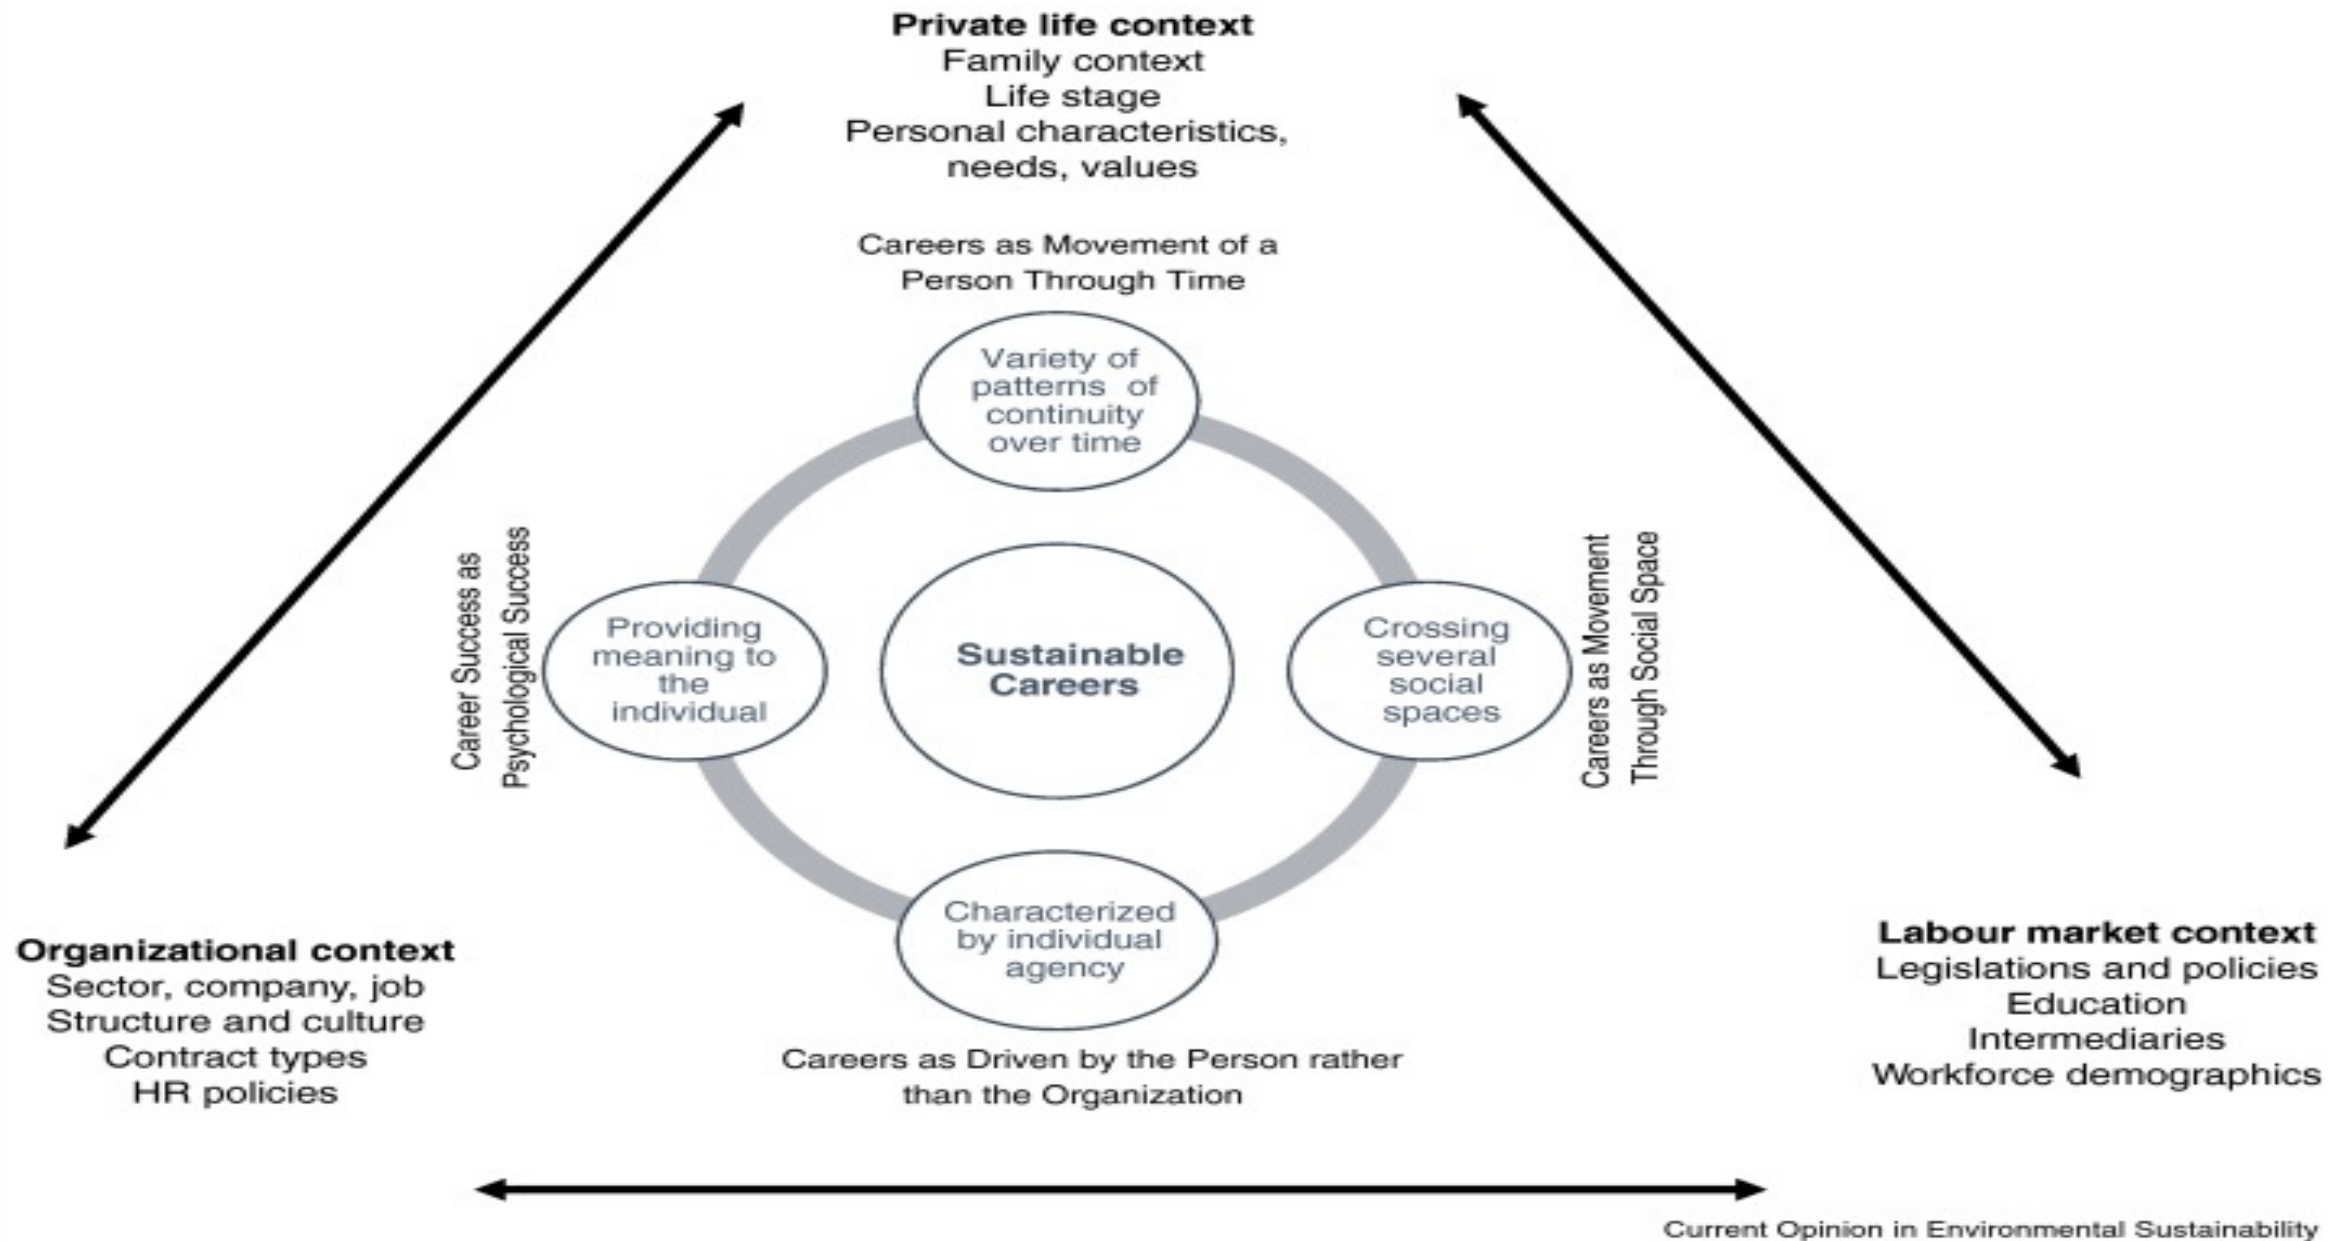 Private life context
Family context
Life stage
Personal characteristics,
needs, values
Careers as Movement of a
Person Through Time
Variety of
patterns of
continuity
over time
Career Success as
Psychological Success
Providing
meaning to
the
individual
Sustainable
Careers
Crossing
several
social
spaces
Careers as Movement
Through Social Space
Characterized
by individual
agency
Careers as Driven by the Person rather
than the Organization
Organizational context
Sector, company, job
Structure and culture
Contract types
HR policies
Labour market context
Legislations and policies
Education
Intermediaries
Workforce demographics
Current Opinion in Environmental Sustainability